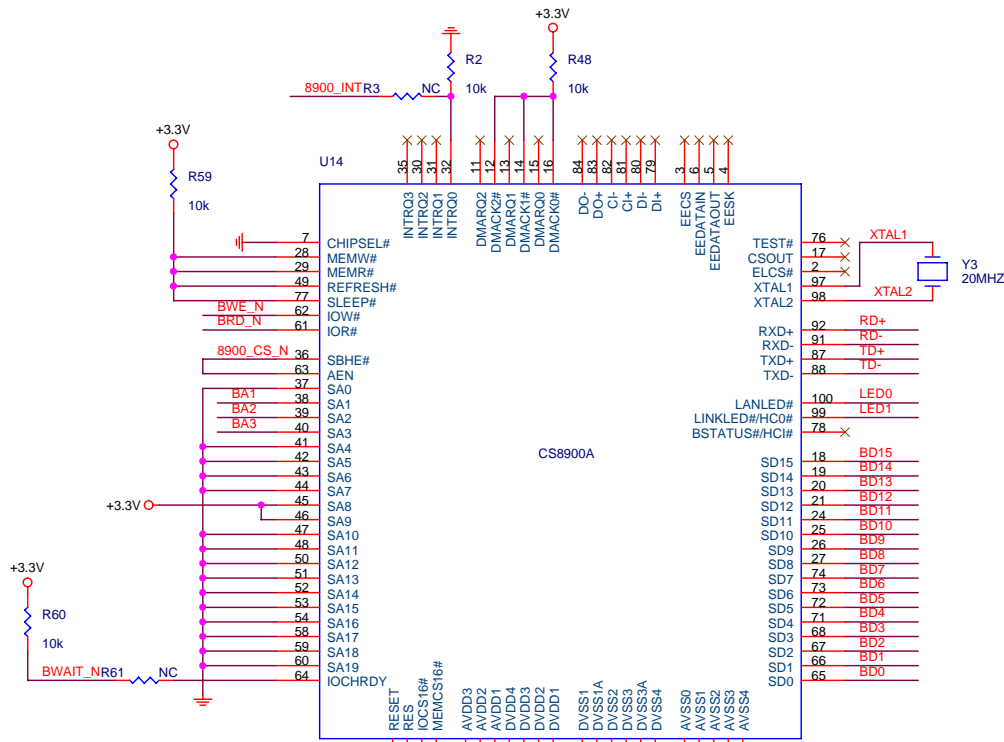 +3.3V
R2
10k
R48
10k
8900_INT
R3
NC
+3.3V
R59
10k
U14
35
30
31
32
11
12
13
14
15
16
84
83
82
81
80
79
3
6
5
4
INTRQ3
INTRQ2
INTRQ1
INTRQ0
DMARQ2
DMACK2#
DMARQ1
DMACK1#
DMARQ0
DMACK0#
DO-
DO+
CI-
CI+
DI-
DI+
EECS
EEDATAIN
EEDATAOUT
EESK
7 CHIPSEL#
28 MEMW#
29 MEMR#
49 REFRESH#
77 SLEEP#
BWE_N 62 IOW#
BRD_N 61 IOR#
8900_CS_N 36 SBHE#
63 AEN
37 SA0
BA1 38 SA1
BA2 39 SA2
BA3 40 SA3
41 SA4
42 SA5
43 SA6
44 SA7
+3.3V 45 SA8
46 SA9
47 SA10
48 SA11
50 SA12
51 SA13
52 SA14
53 SA15
54 SA16
58 SA17
59 SA18
60 SA19
64 IOCHRDY
+3.3V
R60
10k
BWAIT_N
R61
NC
CS8900A
TEST# 76
CSOUT 17
ELCS# 2
XTAL1 97 XTAL1
XTAL2 98 XTAL2
Y3
20MHZ
RXD+ 92 RD+
RXD- 91 RD-
TXD+ 87 TD+
TXD- 88 TD-
LANLED# 100 LED0
LINKLED#/HC0# 99 LED1
BSTATUS#/HCI# 78
SD15 18 BD15
SD14 19 BD14
SD13 20 BD13
SD12 21 BD12
SD11 24 BD11
SD10 25 BD10
SD9 26 BD9
SD8 27 BD8
SD7 74 BD7
SD6 73 BD6
SD5 72 BD5
SD4 71 BD4
SD3 68 BD3
SD2 67 BD2
SD1 66 BD1
SD0 65 BD0
RESET
RES
IOCS16#
MEMCS16#
AVDD3
AVDD2
AVDD1
DVDD4
DVDD3
DVDD2
DVDD1
DVSS1
DVSS1A
DVSS2
DVSS3
DVSS3A
DVSS4
AVSS0
AVSS1
AVSS2
AVSS3
AVSS4